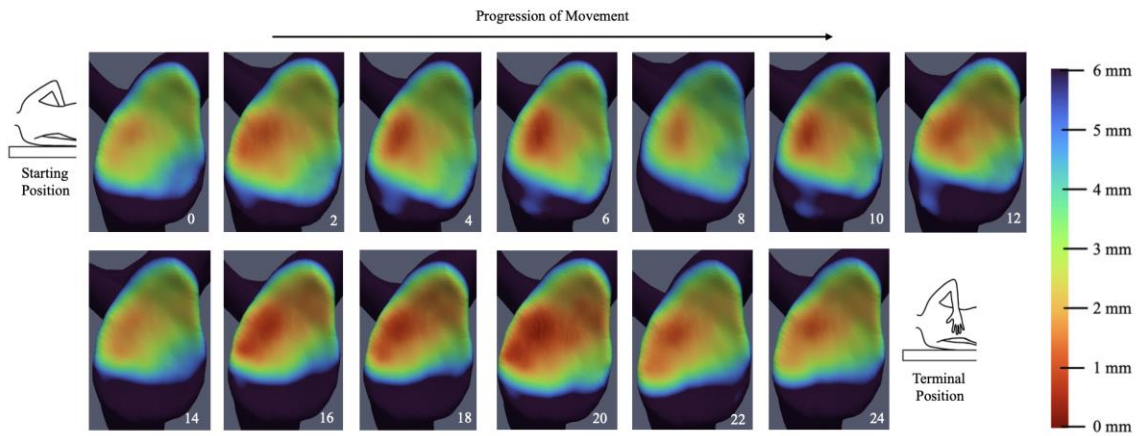 Progression of Movement
Starting
Position
0
2
4
6
8
10
12
14
16
18
20
22
24
Terminal
Position
6 mm
5 mm
4 mm
3 mm
2 mm
1 mm
0 mm